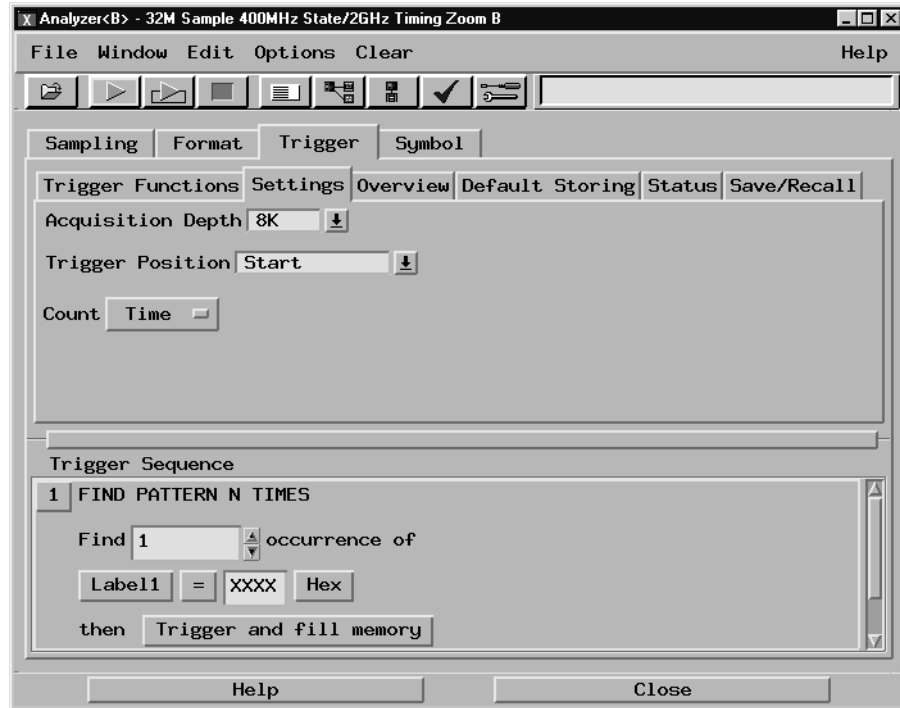 X Analyzer<B> - 32M Sample 400MHz State/2GHz Timing Zoom B
File Window Edit Options Clear Help
Sampling Format Trigger Symbol
Trigger Functions Settings Overview Default Storing Status Save/Recall
Acquisition Depth 8K
Trigger Position Start
Count Time
Trigger Sequence
1 FIND PATTERN N TIMES
Find 1 occurrence of
Label1 = XXXX Hex
then Trigger and fill memory
Help Close